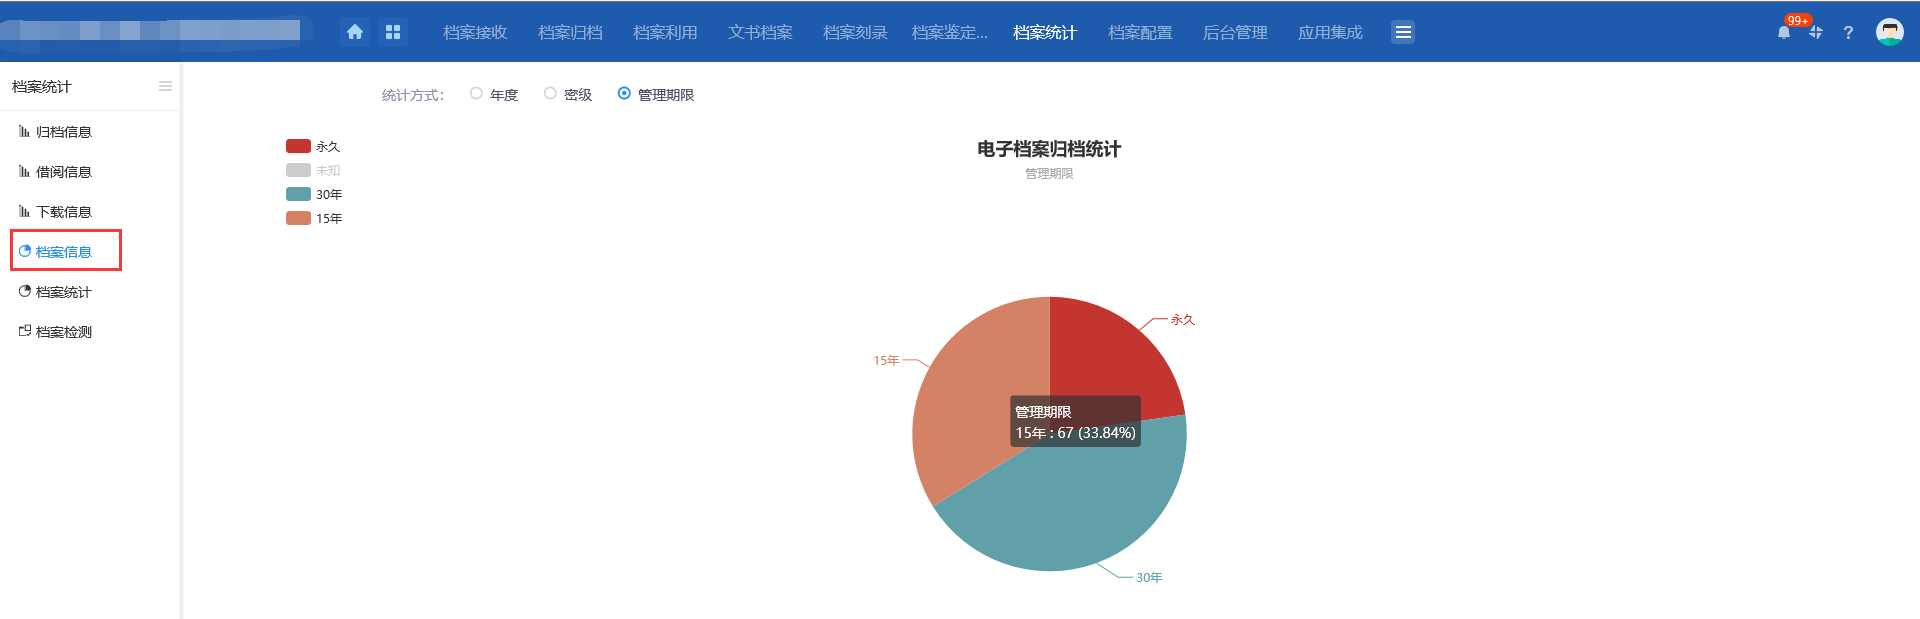 档案接收 档案归档 档案利用 文书档案 档案刻录 档案鉴定... 档案统计 档案配置 后台管理 应用集成 99+ ?
档案统计
归档信息
借阅信息
下载信息
档案信息
档案统计
档案检测
统计方式: 年度 密级 管理期限
永久
未知
30年
15年
电子档案归档统计
管理期限
永久
15年
管理期限
15年 : 67 (33.84%)
30年